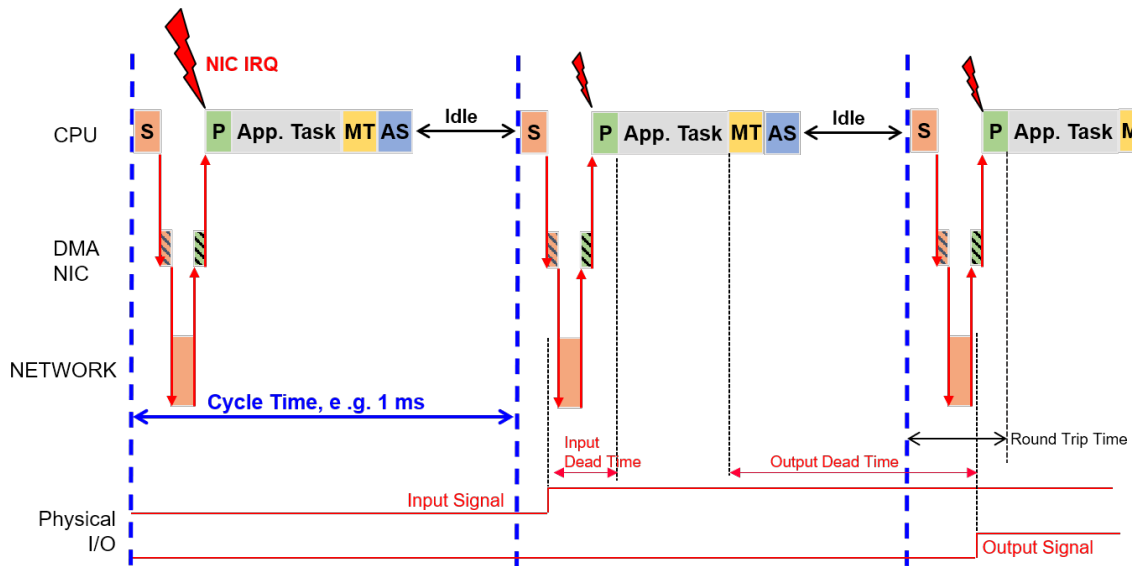 NIC IRQ
CPU
S
P
App. Task
MT
AS
Idle
S
P
App. Task
MT
AS
Idle
S
P
App. Task
M
DMA
NIC
NETWORK
Cycle Time, e .g. 1 ms
Input
Dead Time
Output Dead Time
Round Trip Time
Input Signal
Physical
I/O
Output Signal